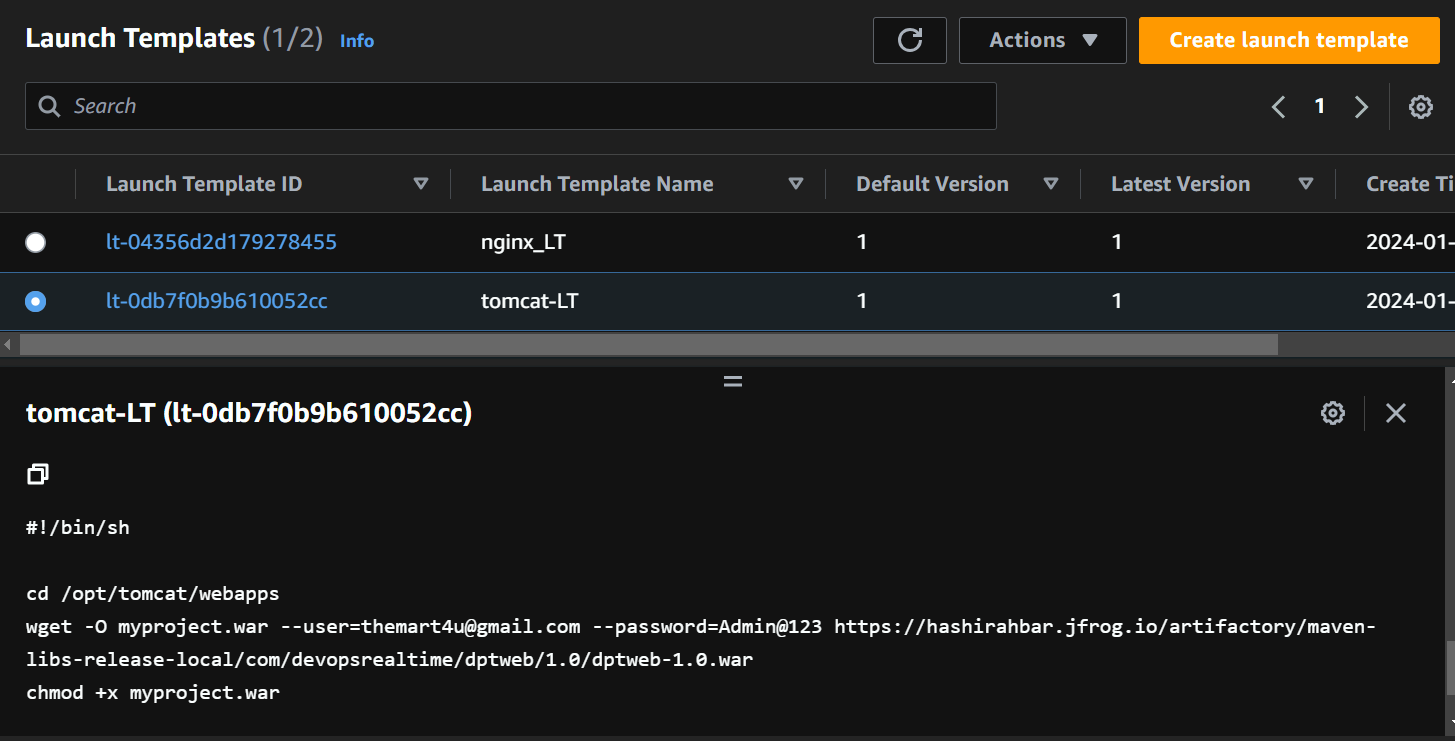 Launch Templates (1/2) Info
Actions
Create launch template
Search
1
Launch Template ID Launch Template Name Default Version Latest Version Create Ti
lt-04356d2d179278455 nginx_LT 1 1 2024-01-
lt-0db7f0b9b610052cc tomcat-LT 1 1 2024-01-
tomcat-LT (lt-0db7f0b9b610052cc)
#!/bin/sh
cd /opt/tomcat/webapps
wget -O myproject.war --user=themart4u@gmail.com --password=Admin@123 https://hashirahbar.jfrog.io/artifactory/maven-
libs-release-local/com/devopsrealtime/dptweb/1.0/dptweb-1.0.war
chmod +x myproject.war